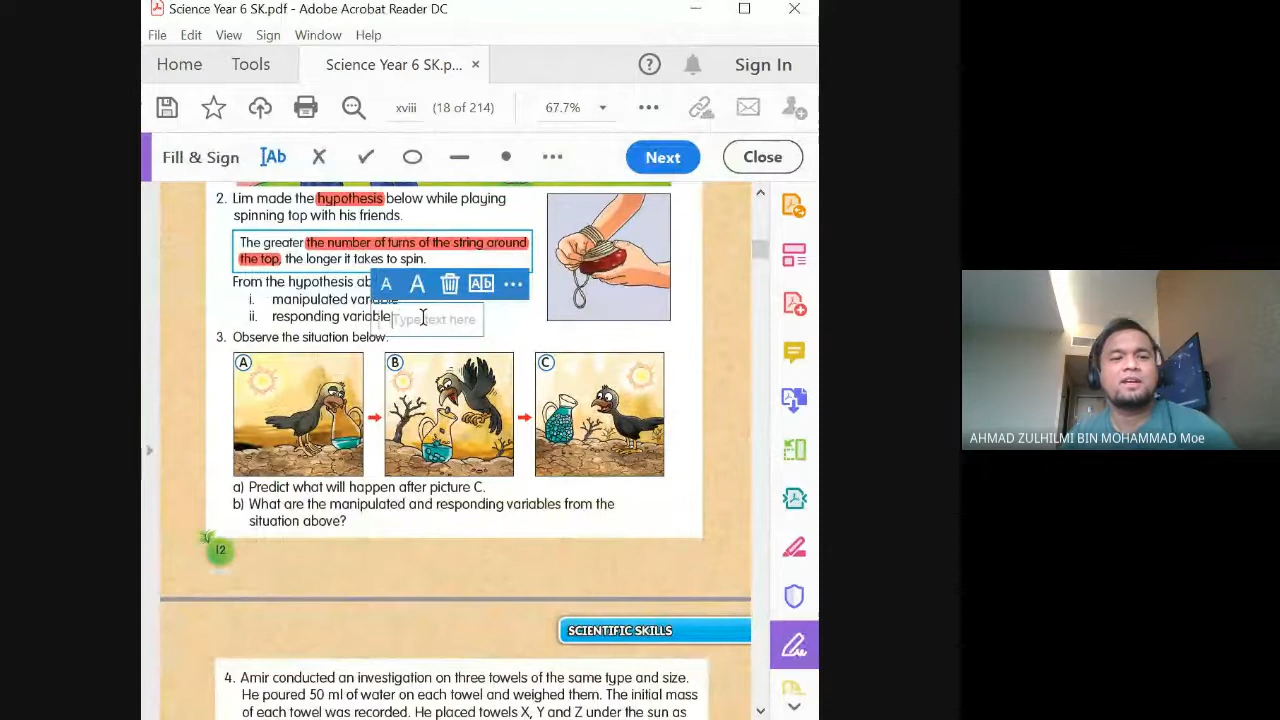 Science Year 6 SK.pdf - Adobe Acrobat Reader DC
File Edit View Sign Window Help
Home Tools Science Year 6 SK.p... Sign In
xviii (18 of 214) 67.7%
Fill & Sign Ab Next Close
2. Lim made the hypothesis below while playing
spinning top with his friends.
The greater the number of turns of the string around
the top, the longer it takes to spin.
From the hypothesis
A A Ab
i. manipulated variable
ii. responding variable
Type text here
3. Observe the situation below.
A B C
a) Predict what will happen after picture C.
b) What are the manipulated and responding variables from the
situation above?
12
SCIENTIFIC SKILLS
4. Amir conducted an investigation on three towels of the same type and size.
He poured 50 ml of water on each towel and weighed them. The initial mass
of each towel was recorded. He placed towels X, Y and Z under the sun as
AHMAD ZULHILMI BIN MOHAMMAD Moe